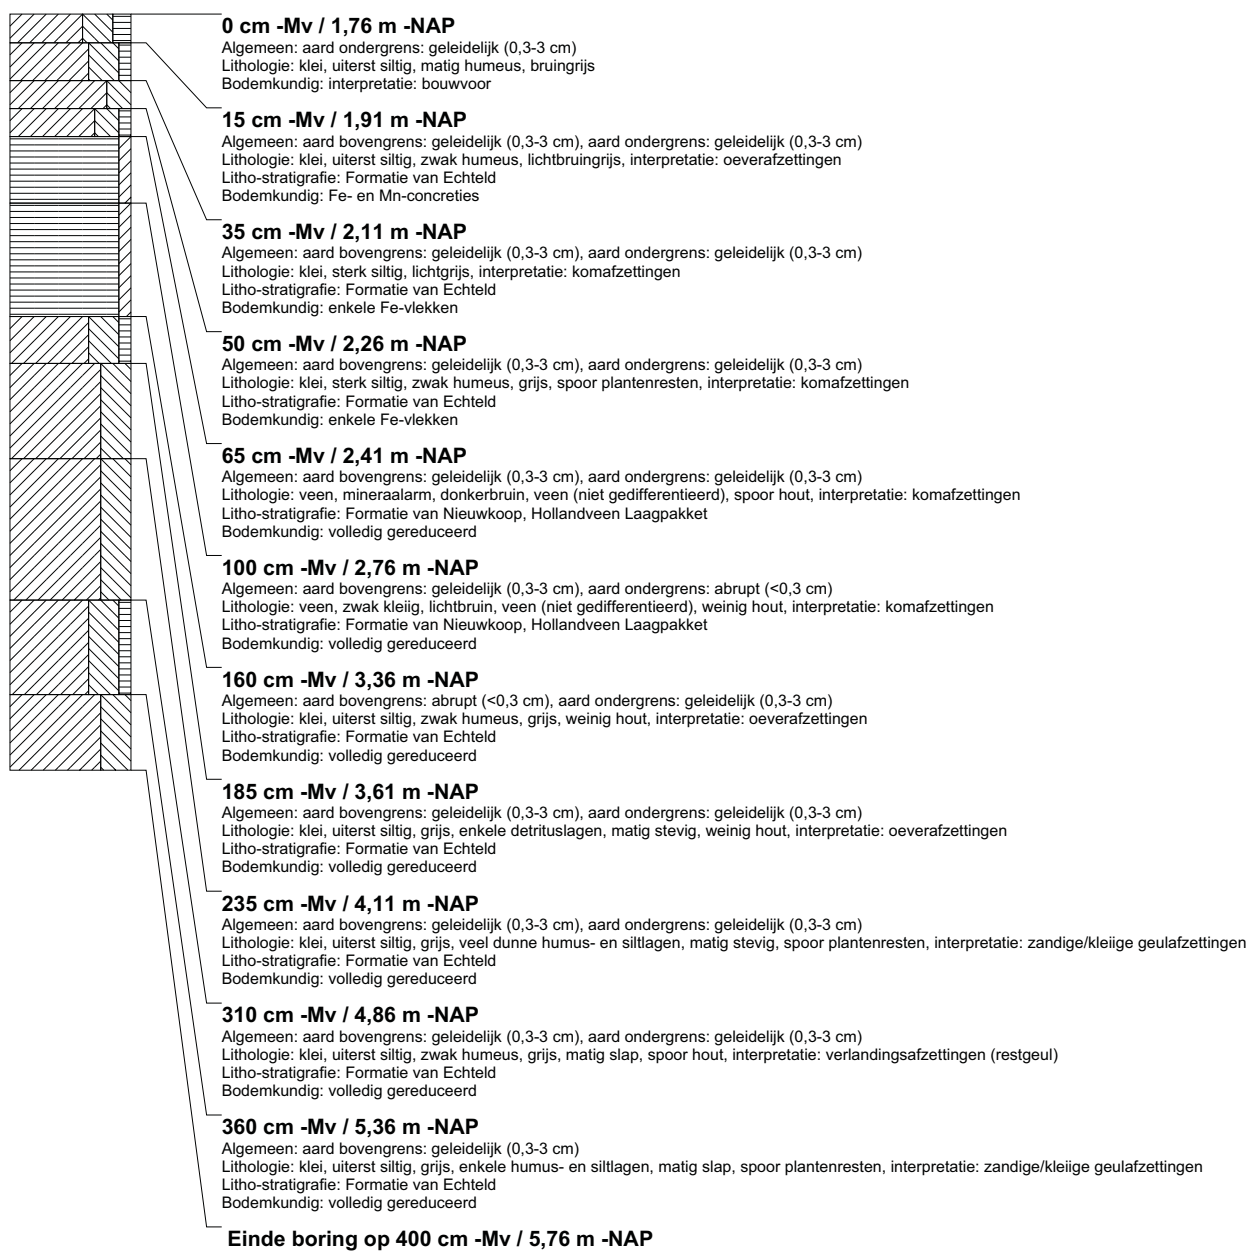 0 cm -Mv / 1,76 m -NAP
Algemeen: aard ondergrens: geleidelijk (0,3-3 cm)
Lithologie: klei, uiterst siltig, matig humeus, bruingrijs
Bodemkundig: interpretatie: bouwvoor
15 cm -Mv / 1,91 m -NAP
Algemeen: aard bovengrens: geleidelijk (0,3-3 cm), aard ondergrens: geleidelijk (0,3-3 cm)
Lithologie: klei, uiterst siltig, zwak humeus, lichtbruingrijs, interpretatie: oeverafzettingen
Litho-stratigrafie: Formatie van Echteld
Bodemkundig: Fe- en Mn-concreties
35 cm -Mv / 2,11 m -NAP
Algemeen: aard bovengrens: geleidelijk (0,3-3 cm), aard ondergrens: geleidelijk (0,3-3 cm)
Lithologie: klei, sterk siltig, lichtgrijs, interpretatie: komafzettingen
Litho-stratigrafie: Formatie van Echteld
Bodemkundig: enkele Fe-vlekken
50 cm -Mv / 2,26 m -NAP
Algemeen: aard bovengrens: geleidelijk (0,3-3 cm), aard ondergrens: geleidelijk (0,3-3 cm)
Lithologie: klei, sterk siltig, zwak humeus, grijs, spoor plantenresten, interpretatie: komafzettingen
Litho-stratigrafie: Formatie van Echteld
Bodemkundig: enkele Fe-vlekken
65 cm -Mv / 2,41 m -NAP
Algemeen: aard bovengrens: geleidelijk (0,3-3 cm), aard ondergrens: geleidelijk (0,3-3 cm)
Lithologie: veen, mineraalarm, donkerbruin, veen (niet gedifferentieerd), spoor hout, interpretatie: komafzettingen
Litho-stratigrafie: Formatie van Nieuwkoop, Hollandveen Laagpakket
Bodemkundig: volledig gereduceerd
100 cm -Mv / 2,76 m -NAP
Algemeen: aard bovengrens: geleidelijk (0,3-3 cm), aard ondergrens: abrupt (<0,3 cm)
Lithologie: veen, zwak kleiig, lichtbruin, veen (niet gedifferentieerd), weinig hout, interpretatie: komafzettingen
Litho-stratigrafie: Formatie van Nieuwkoop, Hollandveen Laagpakket
Bodemkundig: volledig gereduceerd
160 cm -Mv / 3,36 m -NAP
Algemeen: aard bovengrens: abrupt (<0,3 cm), aard ondergrens: geleidelijk (0,3-3 cm)
Lithologie: klei, uiterst siltig, zwak humeus, grijs, weinig hout, interpretatie: oeverafzettingen
Litho-stratigrafie: Formatie van Echteld
Bodemkundig: volledig gereduceerd
185 cm -Mv / 3,61 m -NAP
Algemeen: aard bovengrens: geleidelijk (0,3-3 cm), aard ondergrens: geleidelijk (0,3-3 cm)
Lithologie: klei, uiterst siltig, grijs, enkele detrituslagen, matig stevig, weinig hout, interpretatie: oeverafzettingen
Litho-stratigrafie: Formatie van Echteld
Bodemkundig: volledig gereduceerd
235 cm -Mv / 4,11 m -NAP
Algemeen: aard bovengrens: geleidelijk (0,3-3 cm), aard ondergrens: geleidelijk (0,3-3 cm)
Lithologie: klei, uiterst siltig, grijs, veel dunne humus- en siltlagen, matig stevig, spoor plantenresten, interpretatie: zandige/kleiige geulafzettingen
Litho-stratigrafie: Formatie van Echteld
Bodemkundig: volledig gereduceerd
310 cm -Mv / 4,86 m -NAP
Algemeen: aard bovengrens: geleidelijk (0,3-3 cm), aard ondergrens: geleidelijk (0,3-3 cm)
Lithologie: klei, uiterst siltig, zwak humeus, grijs, matig slap, spoor hout, interpretatie: verlandingsafzettingen (restgeul)
Litho-stratigrafie: Formatie van Echteld
Bodemkundig: volledig gereduceerd
360 cm -Mv / 5,36 m -NAP
Algemeen: aard bovengrens: geleidelijk (0,3-3 cm)
Lithologie: klei, uiterst siltig, grijs, enkele humus- en siltlagen, matig slap, spoor plantenresten, interpretatie: zandige/kleiige geulafzettingen
Litho-stratigrafie: Formatie van Echteld
Bodemkundig: volledig gereduceerd
Einde boring op 400 cm -Mv / 5,76 m -NAP